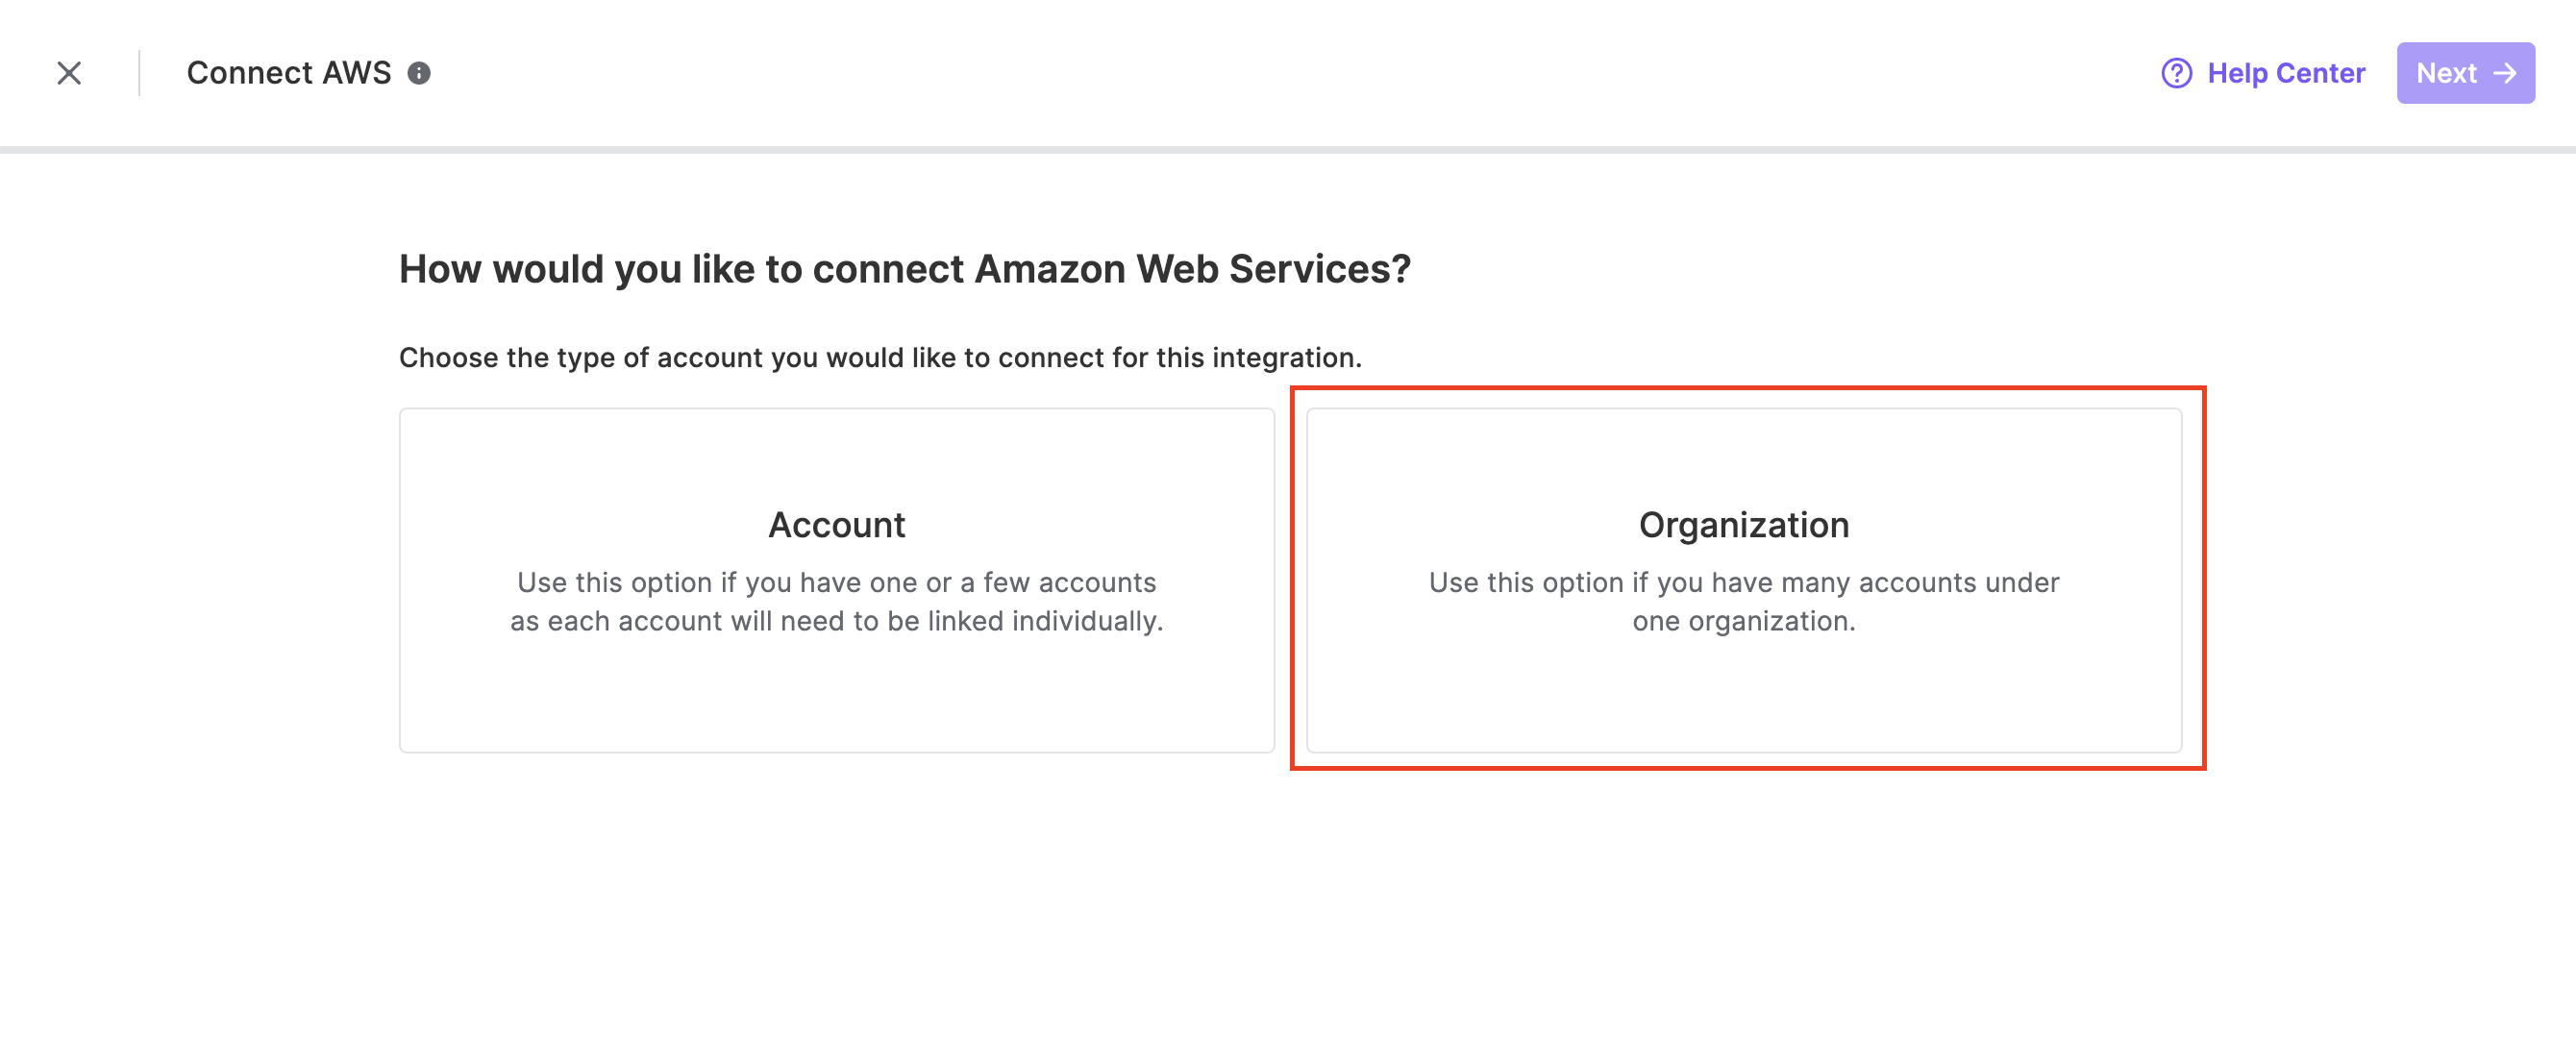 Connect AWS
Help Center
Next
How would you like to connect Amazon Web Services?
Choose the type of account you would like to connect for this integration.
Account
Use this option if you have one or a few accounts
as each account will need to be linked individually.
Organization
Use this option if you have many accounts under
one organization.